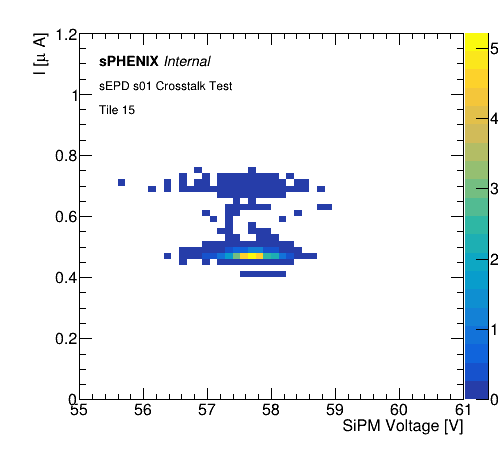 I [μ A]
1.2
1
0.8
0.6
0.4
0.2
0
sPHENIX Internal
sEPD s01 Crosstalk Test
Tile 15
55 56 57 58 59 60 61
SiPM Voltage [V]
5
4
3
2
1
0